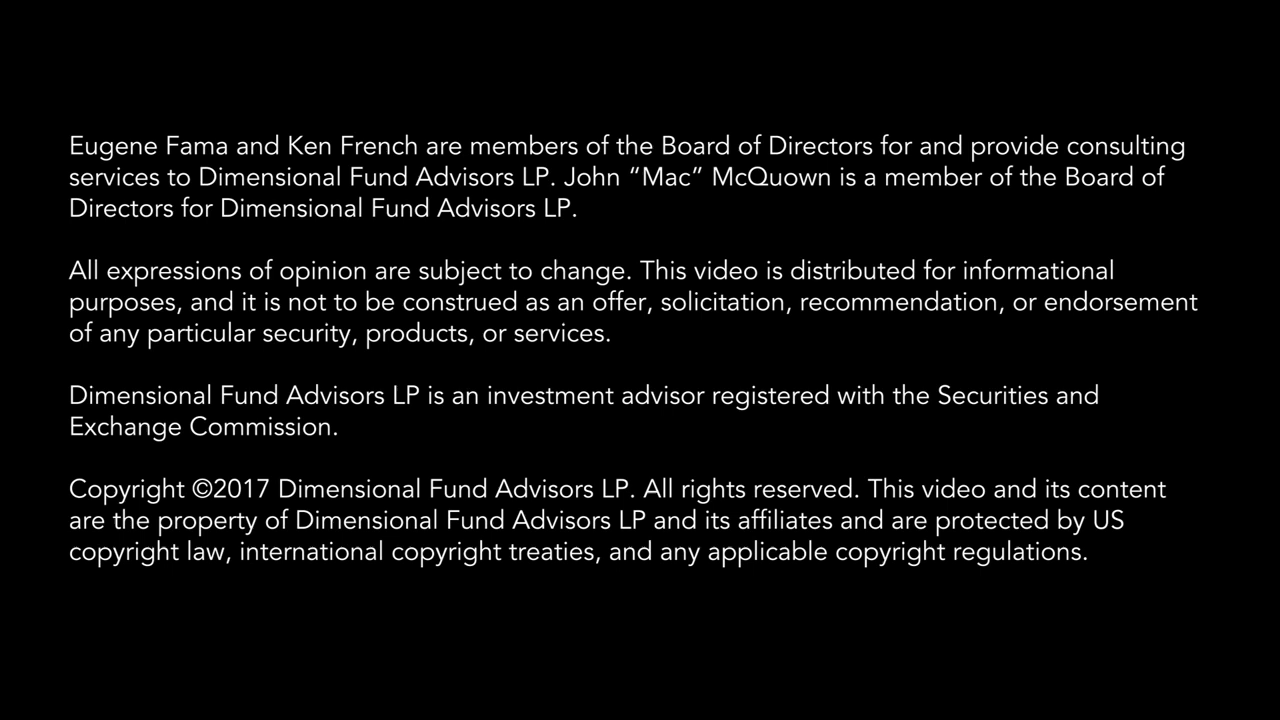 Eugene Fama and Ken French are members of the Board of Directors for and provide consulting
services to Dimensional Fund Advisors LP. John “Mac” McQuown is a member of the Board of
Directors for Dimensional Fund Advisors LP.
All expressions of opinion are subject to change. This video is distributed for informational
purposes, and it is not to be construed as an offer, solicitation, recommendation, or endorsement
of any particular security, products, or services.
Dimensional Fund Advisors LP is an investment advisor registered with the Securities and
Exchange Commission.
Copyright ©2017 Dimensional Fund Advisors LP. All rights reserved. This video and its content
are the property of Dimensional Fund Advisors LP and its affiliates and are protected by US
copyright law, international copyright treaties, and any applicable copyright regulations.